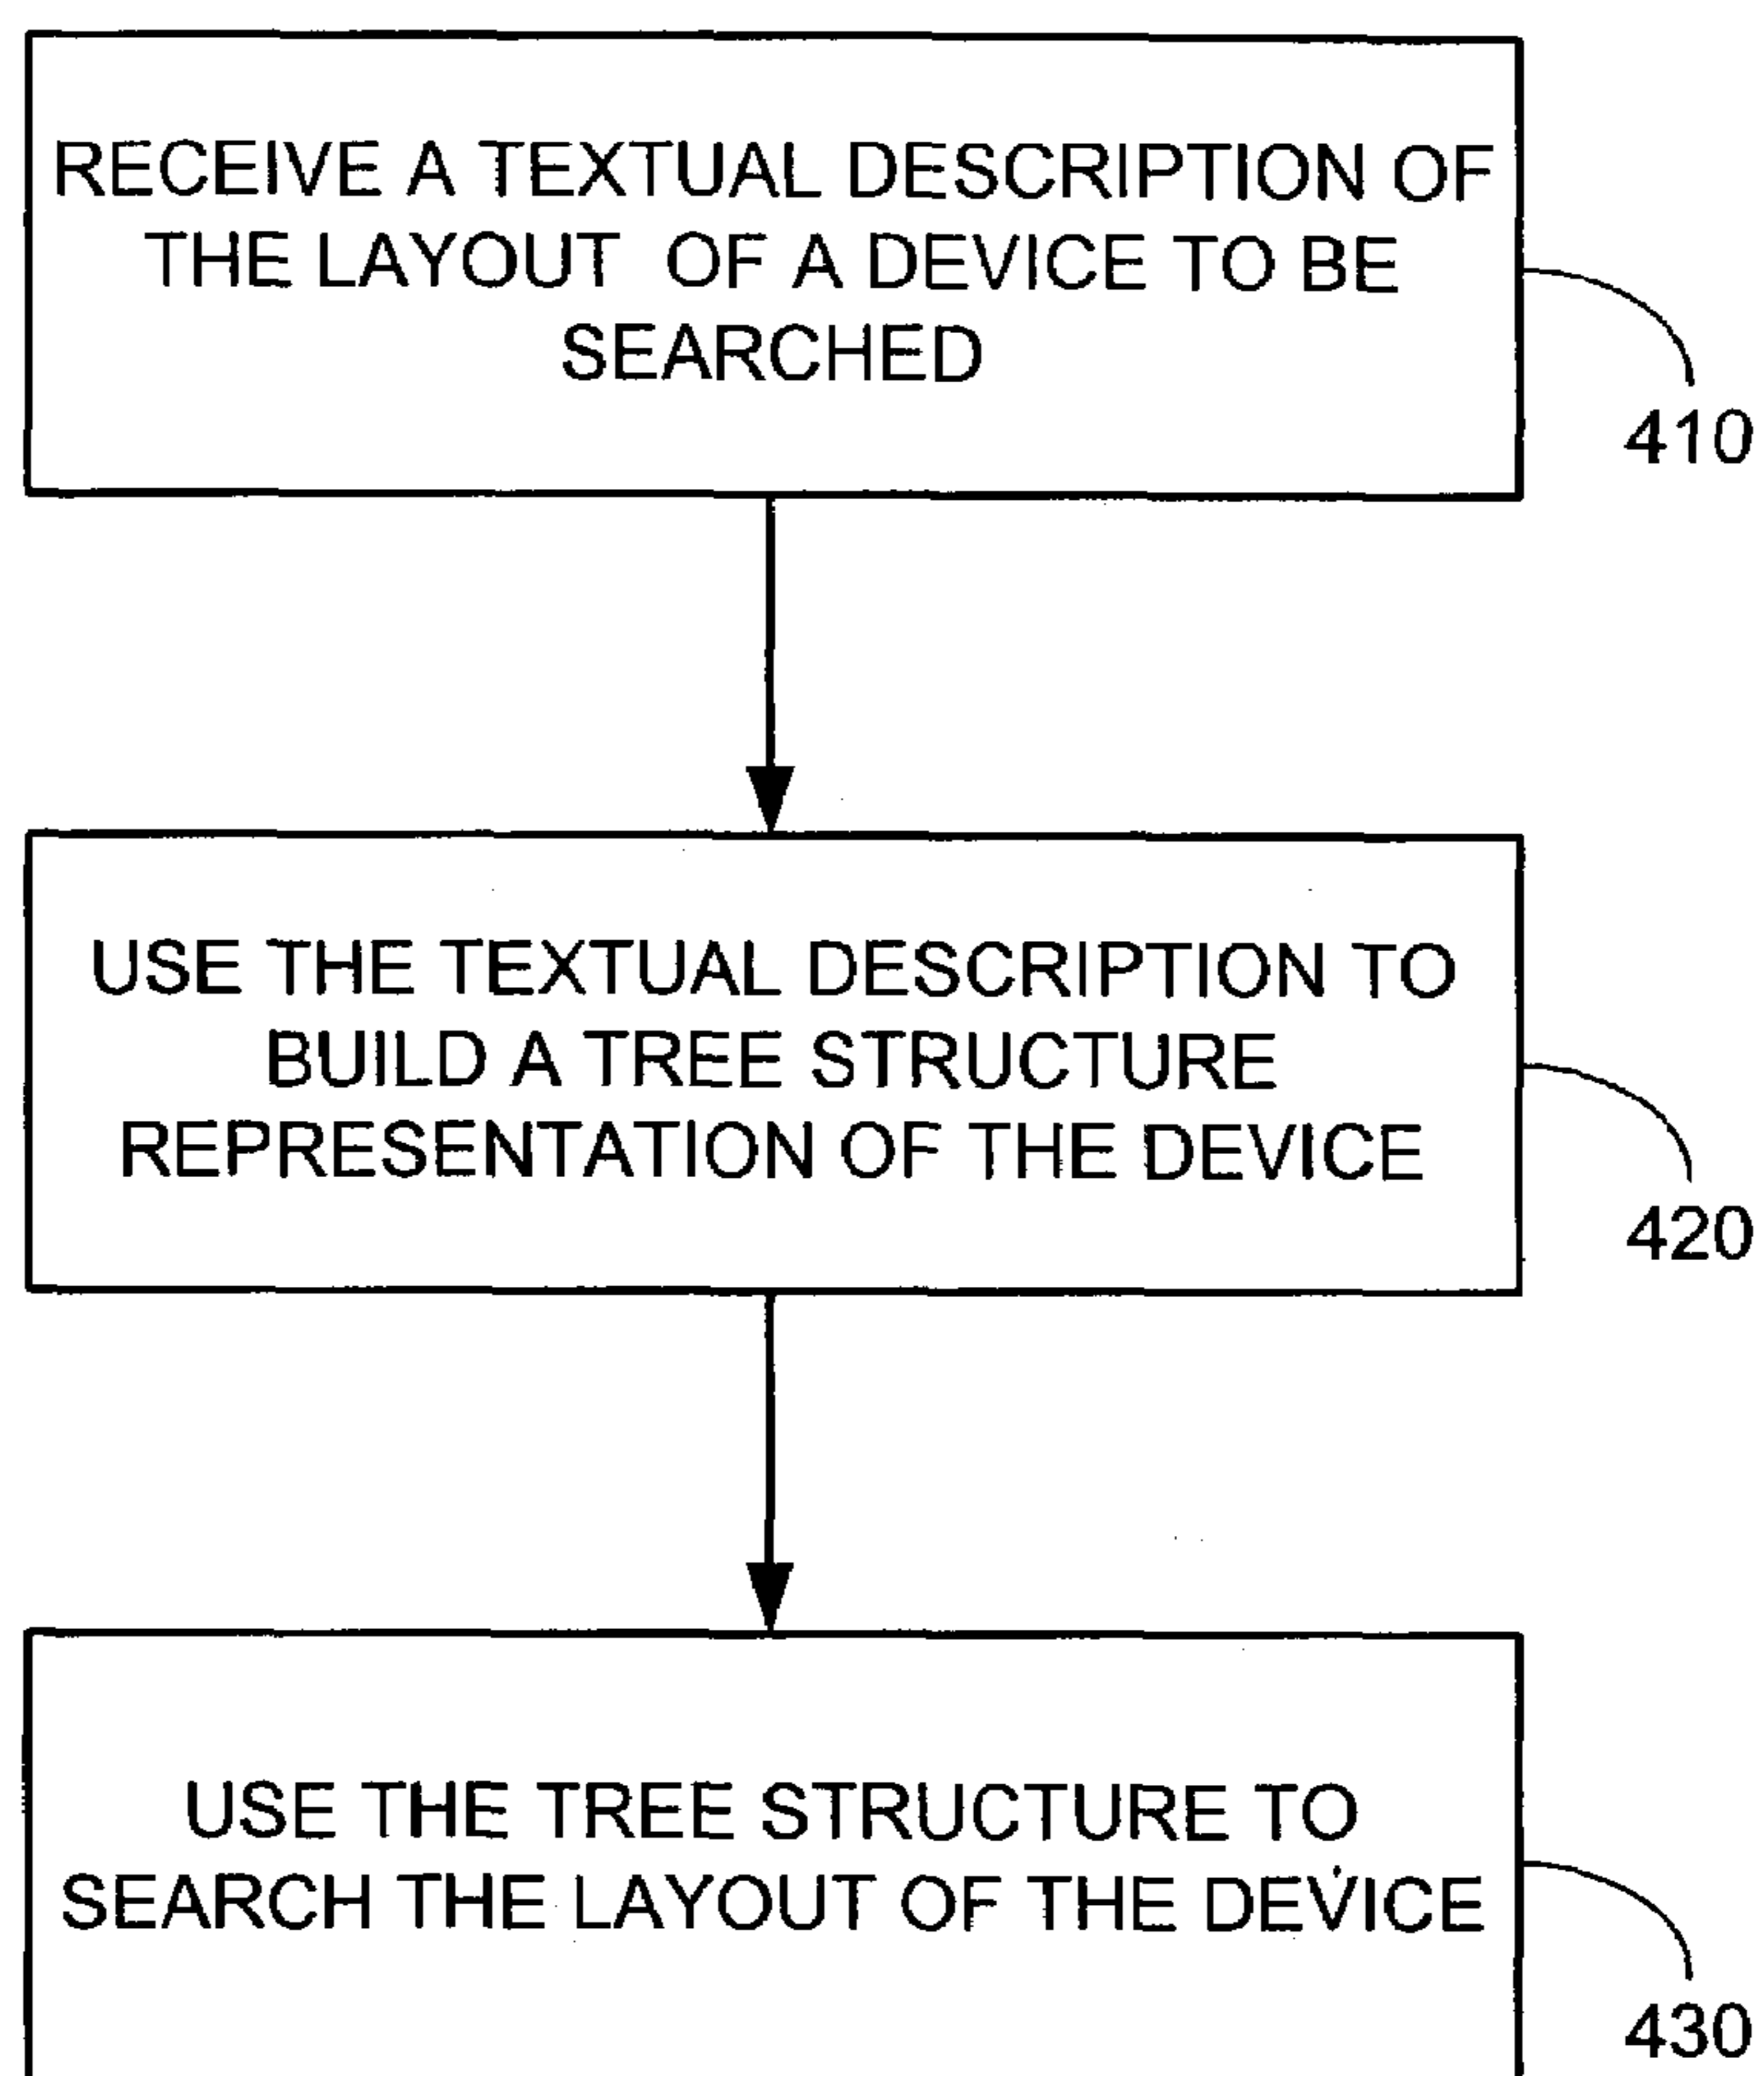 RECEIVE A TEXTUAL DESCRIPTION OF
THE LAYOUT OF A DEVICE TO BE
SEARCHED
410
USE THE TEXTUAL DESCRIPTION TO
BUILD A TREE STRUCTURE
REPRESENTATION OF THE DEVICE
420
USE THE TREE STRUCTURE TO
SEARCH THE LAYOUT OF THE DEVICE
430